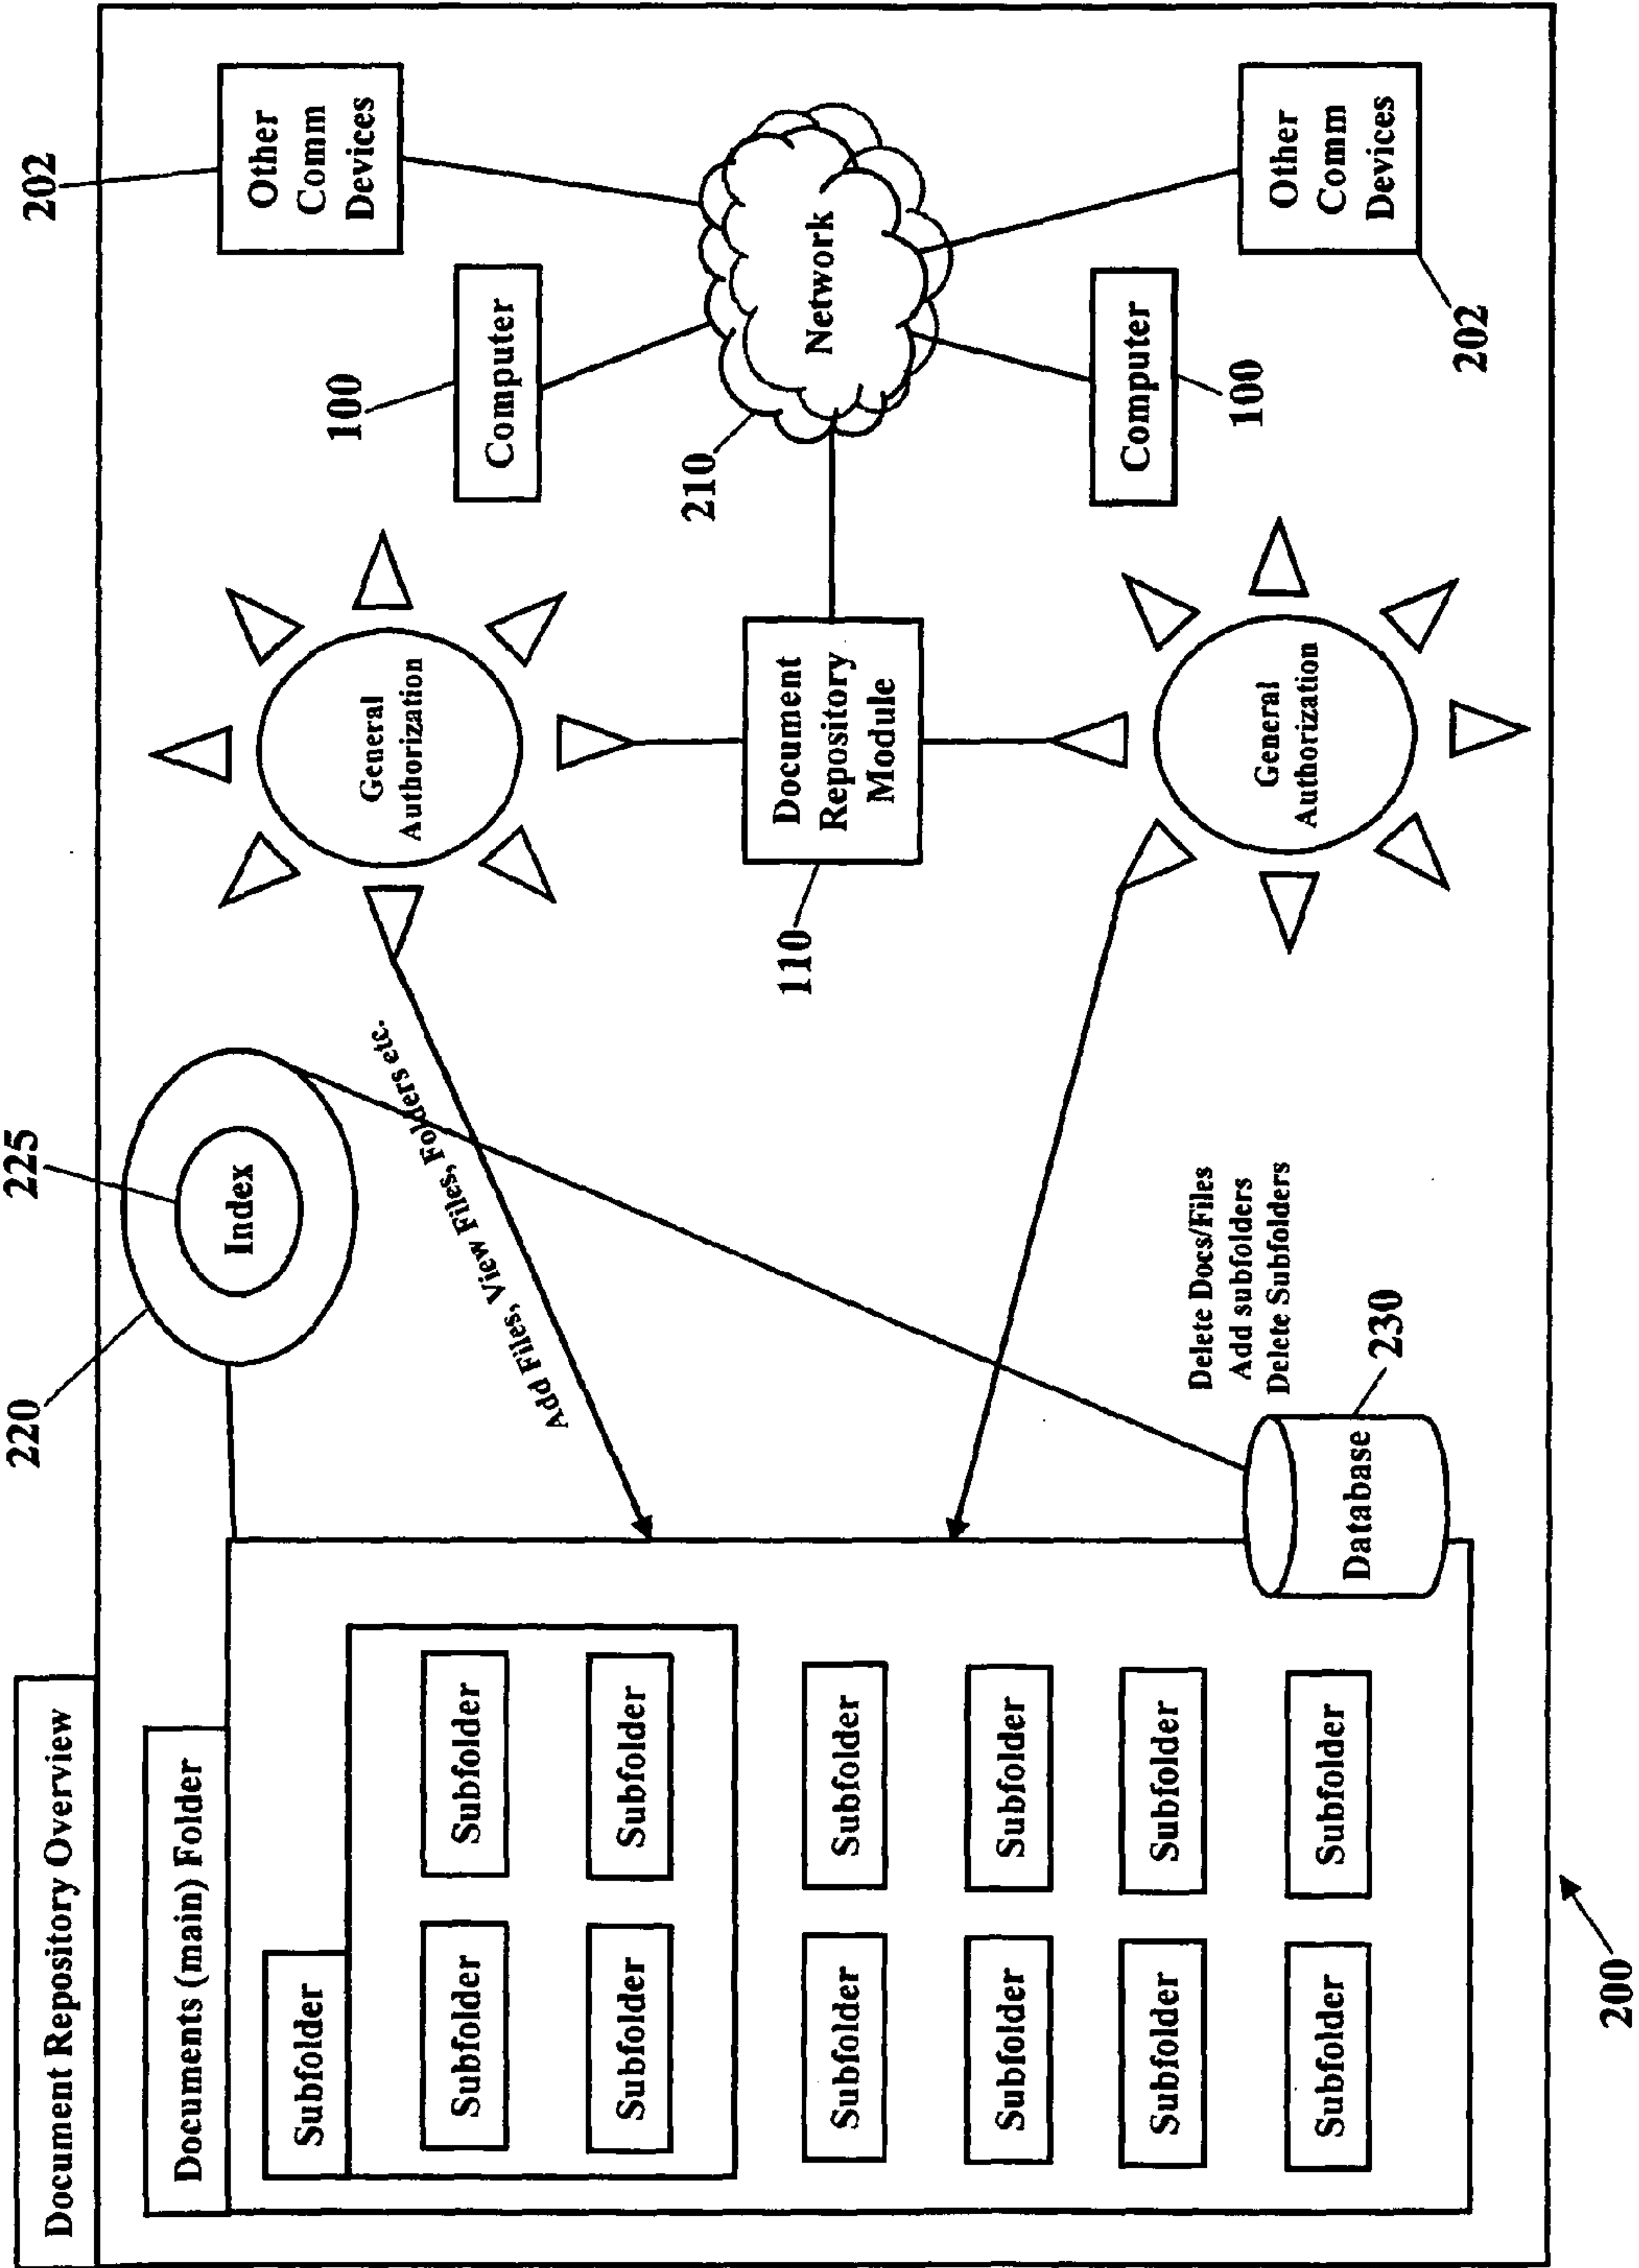 Document Repository Overview
Documents (main) Folder
Subfolder
Subfolder
Subfolder
Subfolder
Subfolder
Subfolder
Subfolder
Subfolder
Subfolder
Subfolder
Subfolder
Subfolder
Subfolder
220
225
Index
Add Files, View Files, Folders etc.
Delete Docs/Files
Add subfolders
Delete Subfolders
230
Database
General
Authorization
110
Document
Repository
Module
General
Authorization
202
Other
Comm
Devices
100
Computer
210
Network
Computer
100
Other
Comm
Devices
202
200